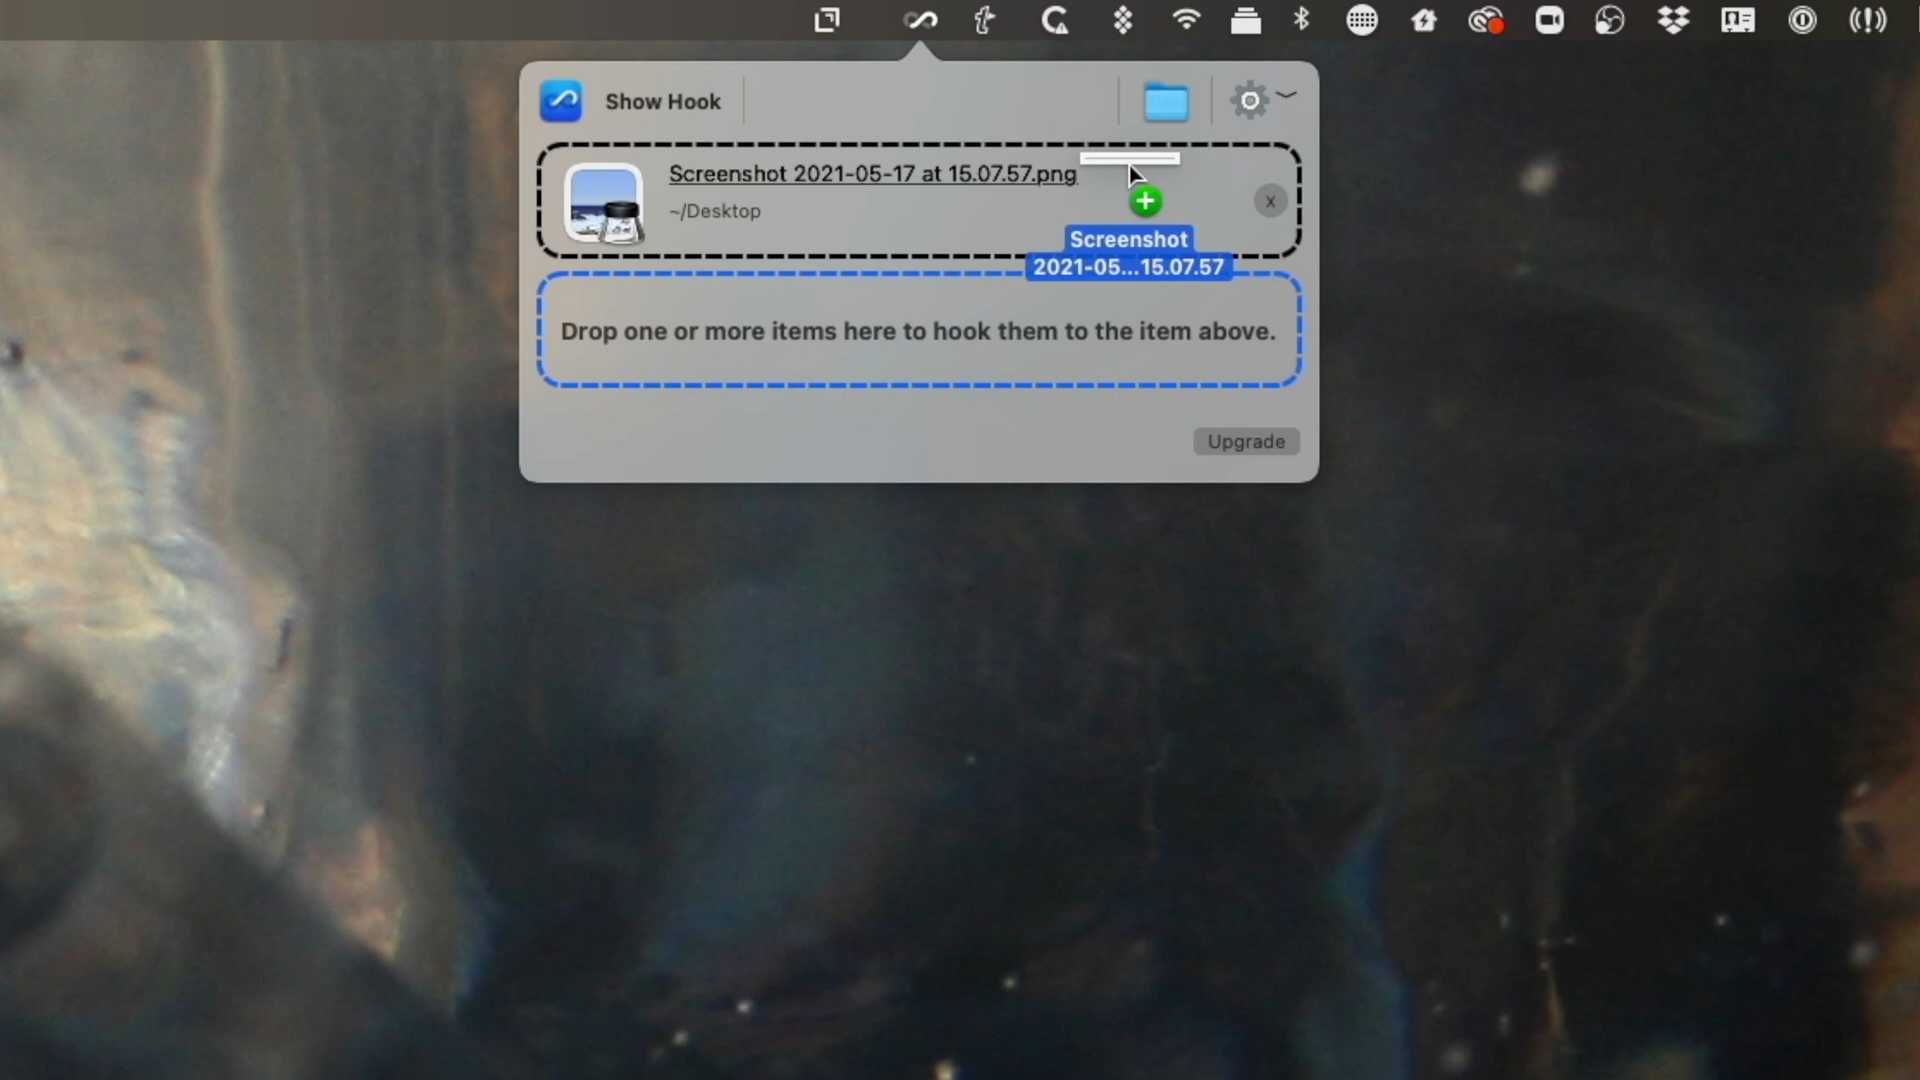 Show Hook
Screenshot 2021-05-17 at 15.07.57.png
~/Desktop
x
Screenshot
2021-05...15.07.57
Drop one or more items here to hook them to the item above.
Upgrade